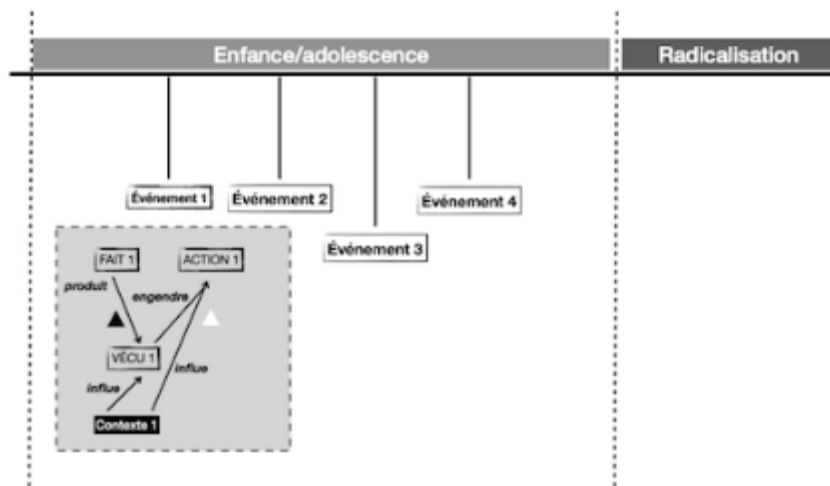 Enfance/adolescence
Radicalisation
Événement 1
Événement 2
Événement 3
Événement 4
FAIT 1
ACTION 1
produit
engendre
VÉCU 1
influe
influe
Contexte 1